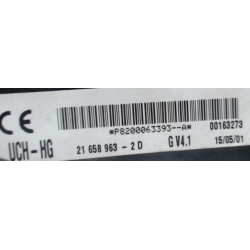 CE
*P8200063393--A* 00163273
UCH-HG 21 658 963 - 2 D G V4.1 15/05/01